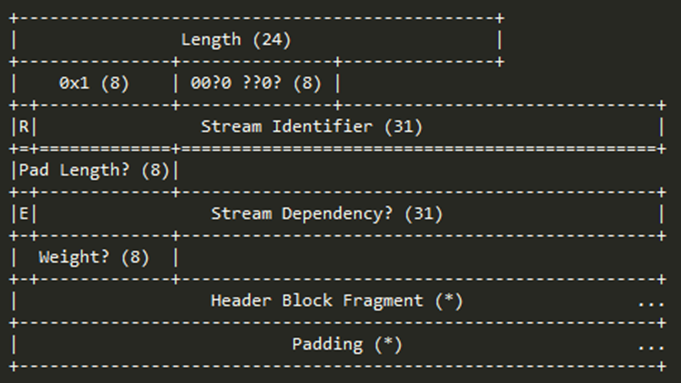 +-----------------------------------------------+
|                Length (24)                    |
+---------------+---------------+---------------+
|    0x1 (8)    | 00?0 ??0? (8) |
+-+-------------+---------------+-------------------------------+
|R|                Stream Identifier (31)                       |
+=+=============+===============================================+
|Pad Length? (8)|
+-+-------------+-----------------------------------------------+
|E|                 Stream Dependency? (31)                     |
+-+-------------+-----------------------------------------------+
|  Weight? (8)  |
+-+-------------+-----------------------------------------------+
|                   Header Block Fragment (*)                ...
+---------------------------------------------------------------+
|                           Padding (*)                      ...
+---------------------------------------------------------------+